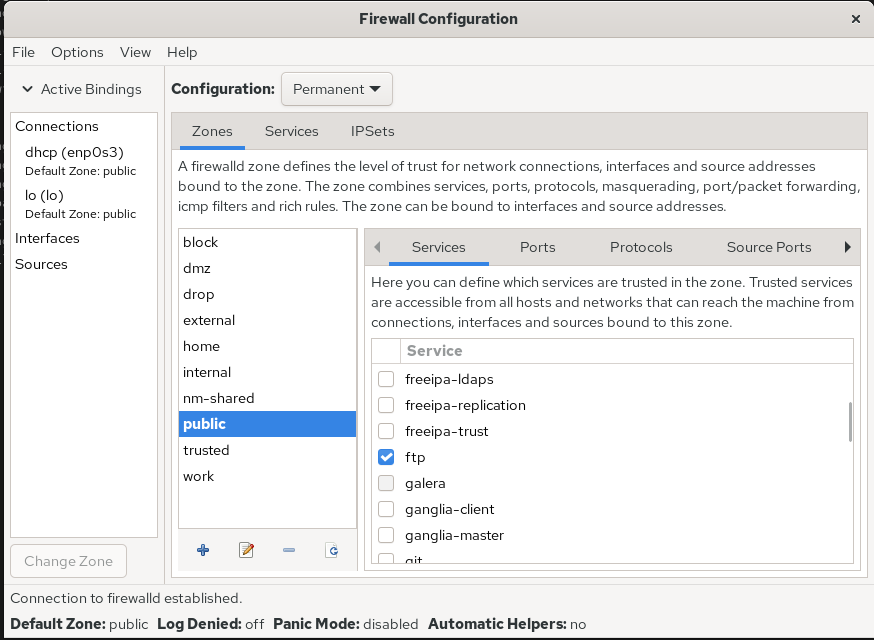 Firewall Configuration
File Options View Help
Active Bindings
Connections
dhcp (enp0s3)
Default Zone: public
lo (lo)
Default Zone: public
Interfaces
Sources
Change Zone
Configuration: Permanent
Zones Services IPSets
A firewalld zone defines the level of trust for network connections, interfaces and source addresses
bound to the zone. The zone combines services, ports, protocols, masquerading, port/packet forwarding,
icmp filters and rich rules. The zone can be bound to interfaces and source addresses.
block
dmz
drop
external
home
internal
nm-shared
public
trusted
work
Services Ports Protocols Source Ports
Here you can define which services are trusted in the zone. Trusted services
are accessible from all hosts and networks that can reach the machine from
connections, interfaces and sources bound to this zone.
Service
freeipa-ldaps
freeipa-replication
freeipa-trust
ftp
galera
ganglia-client
ganglia-master
git
Connection to firewalld established.
Default Zone: public Log Denied: off Panic Mode: disabled Automatic Helpers: no